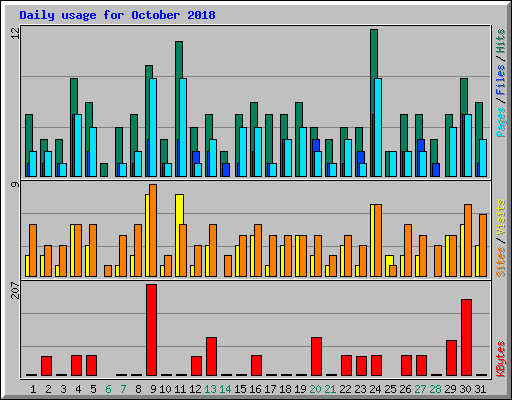 Daily usage for October 2018
12
Pages / Files / Hits
9
Sites / Visits
207
KBytes
1 2 3 4 5 6 7 8 9 10 11 12 13 14 15 16 17 18 19 20 21 22 23 24 25 26 27 28 29 30 31